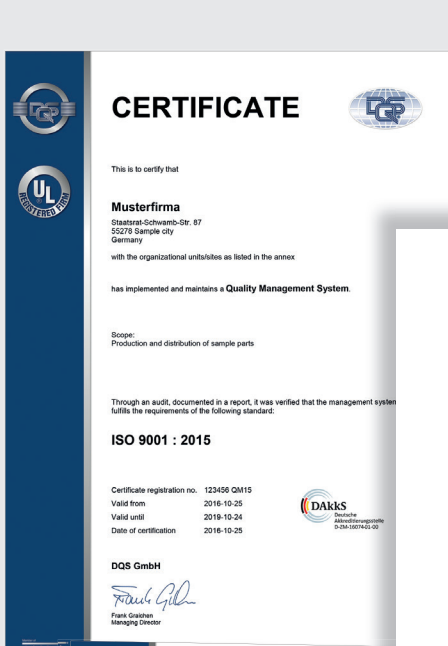 DQS
CERTIFICATE
DQS
This is to certify that
UL
REGISTERED FIRM
Musterfirma
Staatsrat-Schwamb-Str. 87
55278 Sample city
Germany
with the organizational units/sites as listed in the annex
has implemented and maintains a Quality Management System.
Scope:
Production and distribution of sample parts
Through an audit, documented in a report, it was verified that the management system
fulfills the requirements of the following standard:
ISO 9001 : 2015
Certificate registration no. 123456 QM15
Valid from 2016-10-25
Valid until 2019-10-24
Date of certification 2016-10-25
DAkkS
Deutsche
Akkreditierungsstelle
D-ZM-16074-01-00
DQS GmbH
Frank Graichen
Managing Director